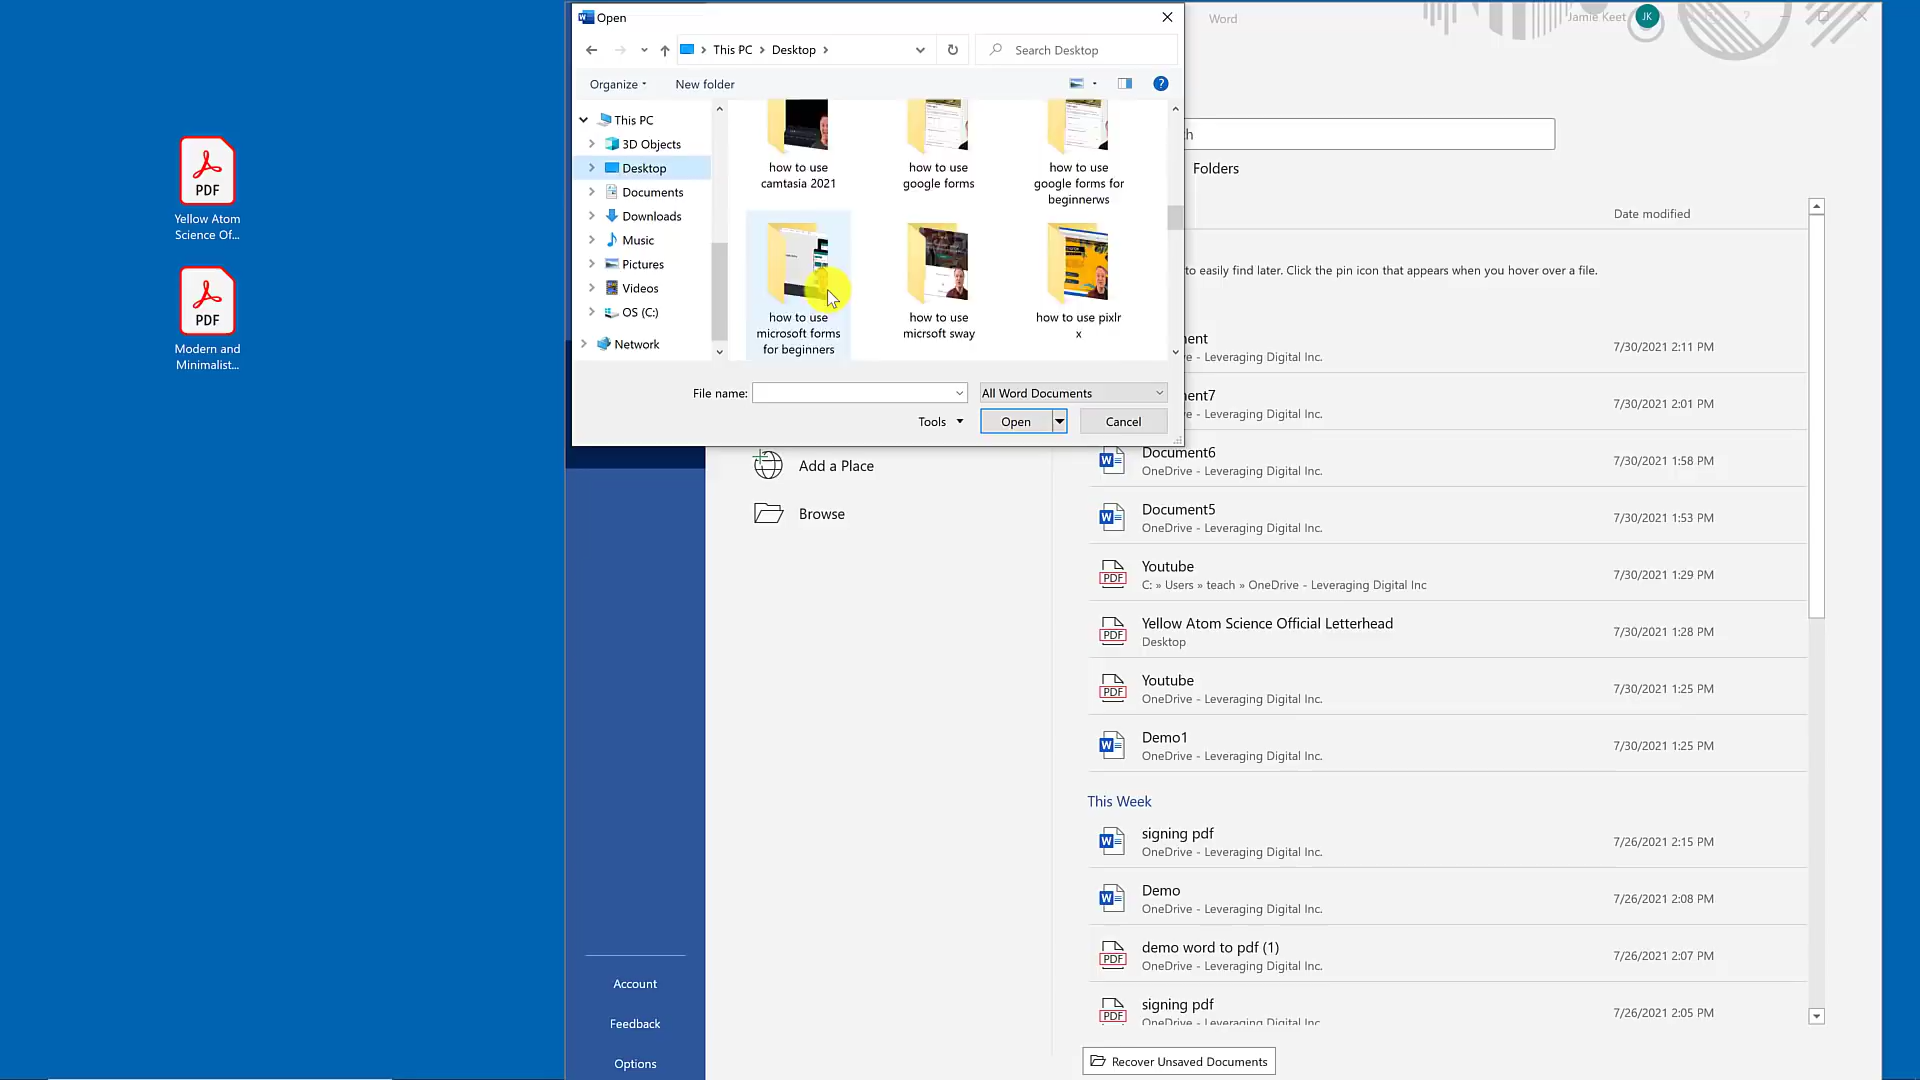 PDF
Yellow Atom
Science Of...
PDF
Modern and
Minimalist...
Open
This PC
Desktop
Search Desktop
Organize
New folder
?
This PC
3D Objects
Desktop
Documents
Downloads
Music
Pictures
Videos
OS (C:)
Network
how to use
camtasia 2021
how to use
google forms
how to use
google forms for
beginnerws
how to use
microsoft forms
for beginners
how to use
micrsoft sway
how to use pixlr
x
File name:
All Word Documents
Tools
Open
Cancel
Word
Jamie Keet
JK
?
h
Folders
Date modified
to easily find later. Click the pin icon that appears when you hover over a file.
ent
e - Leveraging Digital Inc.
7/30/2021 2:11 PM
ent7
e - Leveraging Digital Inc.
7/30/2021 2:01 PM
Add a Place
Browse
W
Document6
OneDrive - Leveraging Digital Inc.
7/30/2021 1:58 PM
W
Document5
OneDrive - Leveraging Digital Inc.
7/30/2021 1:53 PM
PDF
Youtube
C: » Users » teach » OneDrive - Leveraging Digital Inc
7/30/2021 1:29 PM
PDF
Yellow Atom Science Official Letterhead
Desktop
7/30/2021 1:28 PM
PDF
Youtube
OneDrive - Leveraging Digital Inc.
7/30/2021 1:25 PM
W
Demo1
OneDrive - Leveraging Digital Inc.
7/30/2021 1:25 PM
This Week
W
signing pdf
OneDrive - Leveraging Digital Inc.
7/26/2021 2:15 PM
W
Demo
OneDrive - Leveraging Digital Inc.
7/26/2021 2:08 PM
PDF
demo word to pdf (1)
OneDrive - Leveraging Digital Inc.
7/26/2021 2:07 PM
PDF
signing pdf
OneDrive - Leveraging Digital Inc.
7/26/2021 2:05 PM
Recover Unsaved Documents
Account
Feedback
Options